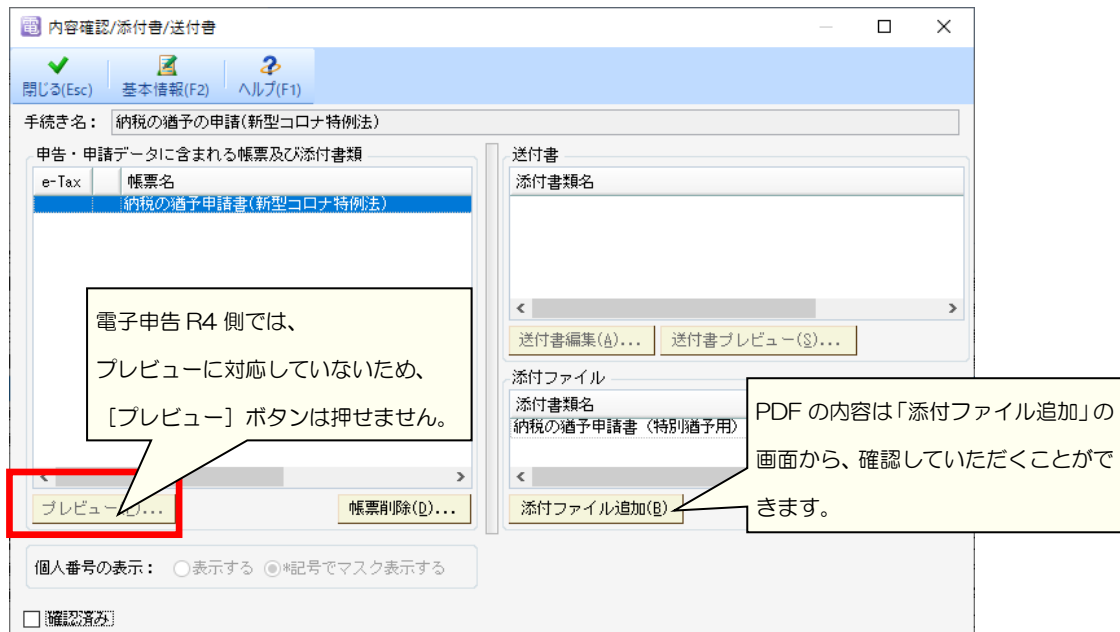 内容確認/添付書/送付書
閉じる(Esc) 基本情報(F2) ヘルプ(F1)
手続き名： 納税の猶予の申請(新型コロナ特例法)
申告・申請データに含まれる帳票及び添付書類
e-Tax 帳票名
納税の猶予申請書(新型コロナ特例法)
電子申告 R4 側では、
プレビューに対応していないため、
［プレビュー］ボタンは押せません。
プレビュー
帳票削除(D)...
送付書
添付書類名
送付書編集(A)... 送付書プレビュー(S)...
添付ファイル
添付書類名
納税の猶予申請書（特別猶予用）
添付ファイル追加(B)
PDF の内容は「添付ファイル追加」の
画面から、確認していただくことがで
きます。
個人番号の表示： 表示する *記号でマスク表示する
確認済み